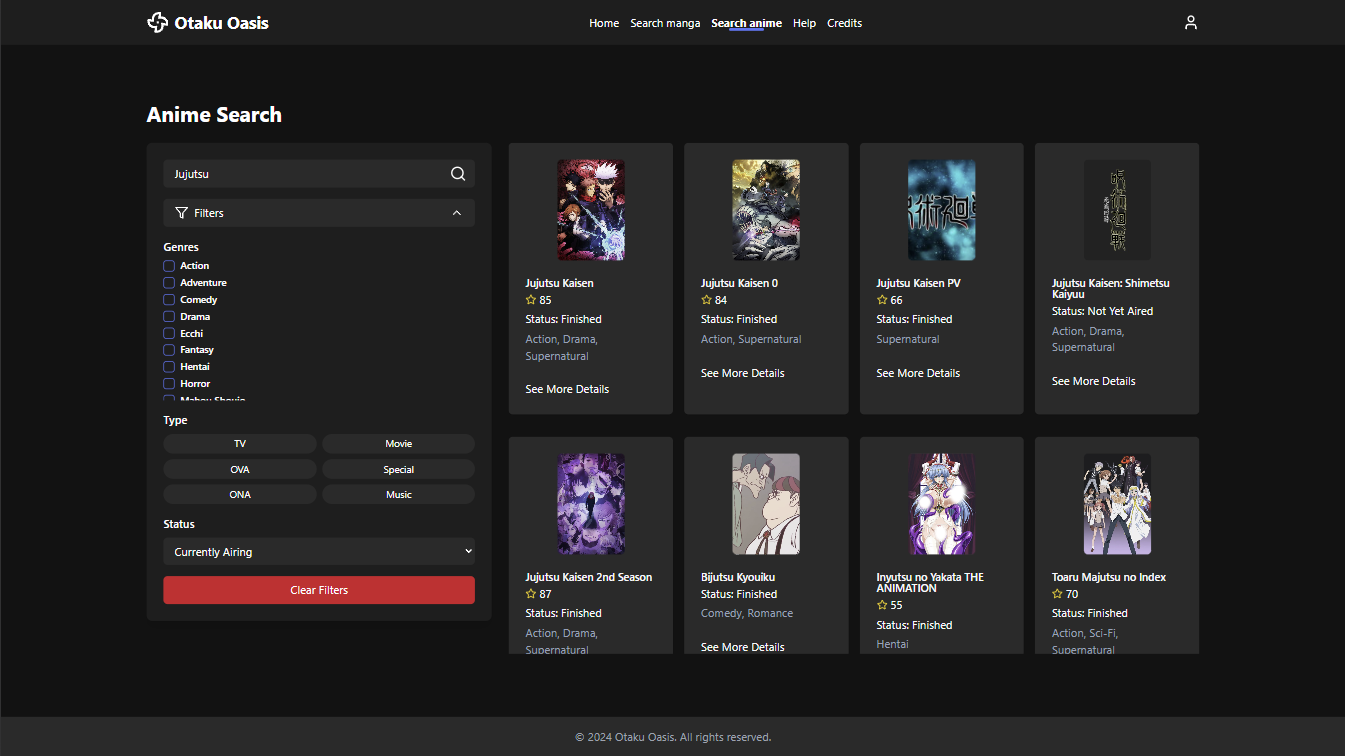 Otaku Oasis
Home Search manga Search anime Help Credits
Anime Search
Jujutsu
Filters
Genres
Action
Adventure
Comedy
Drama
Ecchi
Fantasy
Hentai
Horror
Mahou Shoujo
Type
TV Movie
OVA Special
ONA Music
Status
Currently Airing
Clear Filters
Jujutsu Kaisen
85
Status: Finished
Action, Drama,
Supernatural
See More Details
Jujutsu Kaisen 0
84
Status: Finished
Action, Supernatural
See More Details
Jujutsu Kaisen PV
66
Status: Finished
Supernatural
See More Details
呪術廻戦
Jujutsu Kaisen: Shimetsu
Kaiyuu
Status: Not Yet Aired
Action, Drama,
Supernatural
See More Details
Jujutsu Kaisen 2nd Season
87
Status: Finished
Action, Drama,
Supernatural
Bijutsu Kyouiku
Status: Finished
Comedy, Romance
See More Details
Inyutsu no Yakata THE
ANIMATION
55
Status: Finished
Hentai
Toaru Majutsu no Index
70
Status: Finished
Action, Sci-Fi,
Supernatural
© 2024 Otaku Oasis. All rights reserved.